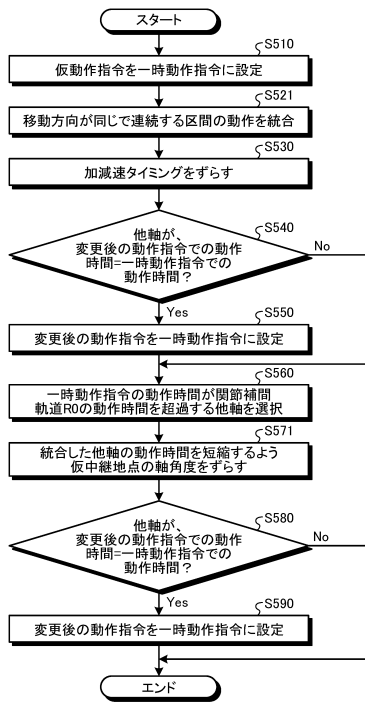 スタート
S510
仮動作指令を一時動作指令に設定
S521
移動方向が同じで連続する区間の動作を統合
S530
加減速タイミングをずらす
S540
他軸が、
変更後の動作指令での動作
時間=一時動作指令での
動作時間？
No
Yes
S550
変更後の動作指令を一時動作指令に設定
S560
一時動作指令の動作時間が関節補間
軌道R0の動作時間を超過する他軸を選択
S571
統合した他軸の動作時間を短縮するよう
仮中継地点の軸角度をずらす
S580
他軸が、
変更後の動作指令での動作
時間=一時動作指令での
動作時間？
No
Yes
S590
変更後の動作指令を一時動作指令に設定
エンド